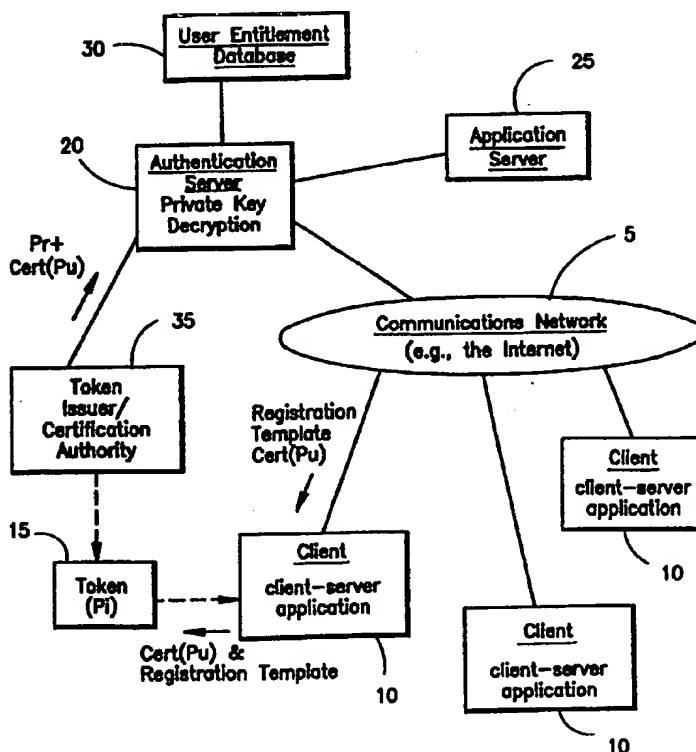 User Entitlement
Database
30
25
20
Authentication
Server
Private Key
Decryption
Application
Server
Pr+
Cert(Pu)
5
Communications Network
(e.g., the Internet)
35
Token
Issuer/
Certification
Authority
Registration
Template
Cert(Pu)
Client
client-server
application
10
15
Token
(Pi)
Client
client-server
application
10
Cert(Pu) &
Registration Template
Client
client-server
application
10